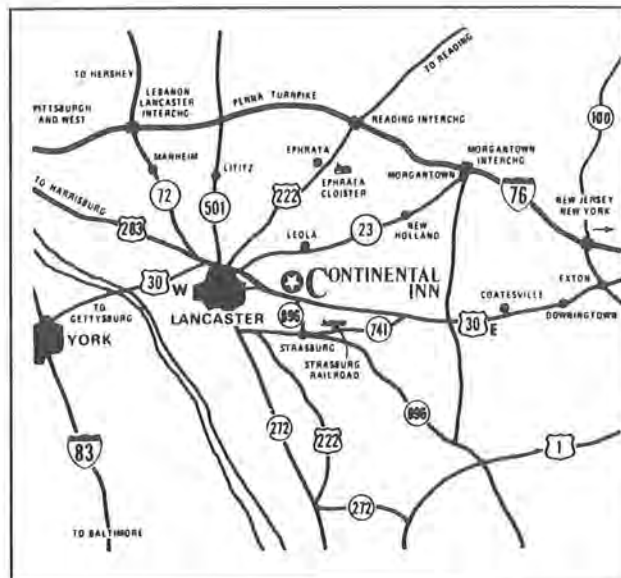 TO HERSHEY
TO READING
PITTSBURGH
AND WEST
LEBANON
LANCASTER
INTERCHG
PENNA TURNPIKE
READING INTERCHG
100
MANHEIM
LITITZ
EPHRATA
EPHRAEA
CLOISTER
MORGANTOWN
INTERCHG
MORGANTOWN
76
TO HARRISBURG
283
72
501
222
NEW JERSEY
NEW YORK
23
NEW
HOLLAND
LEOLA
30
W
CONTINENTAL
INN
TO
GETTYSBURG
LANCASTER
896
COATESVILLE
EXTON
DOWNINGTOWN
30
E
YORK
STRASBURG
741
STRASBURG
RAILROAD
272
222
896
1
83
272
TO BALTIMORE